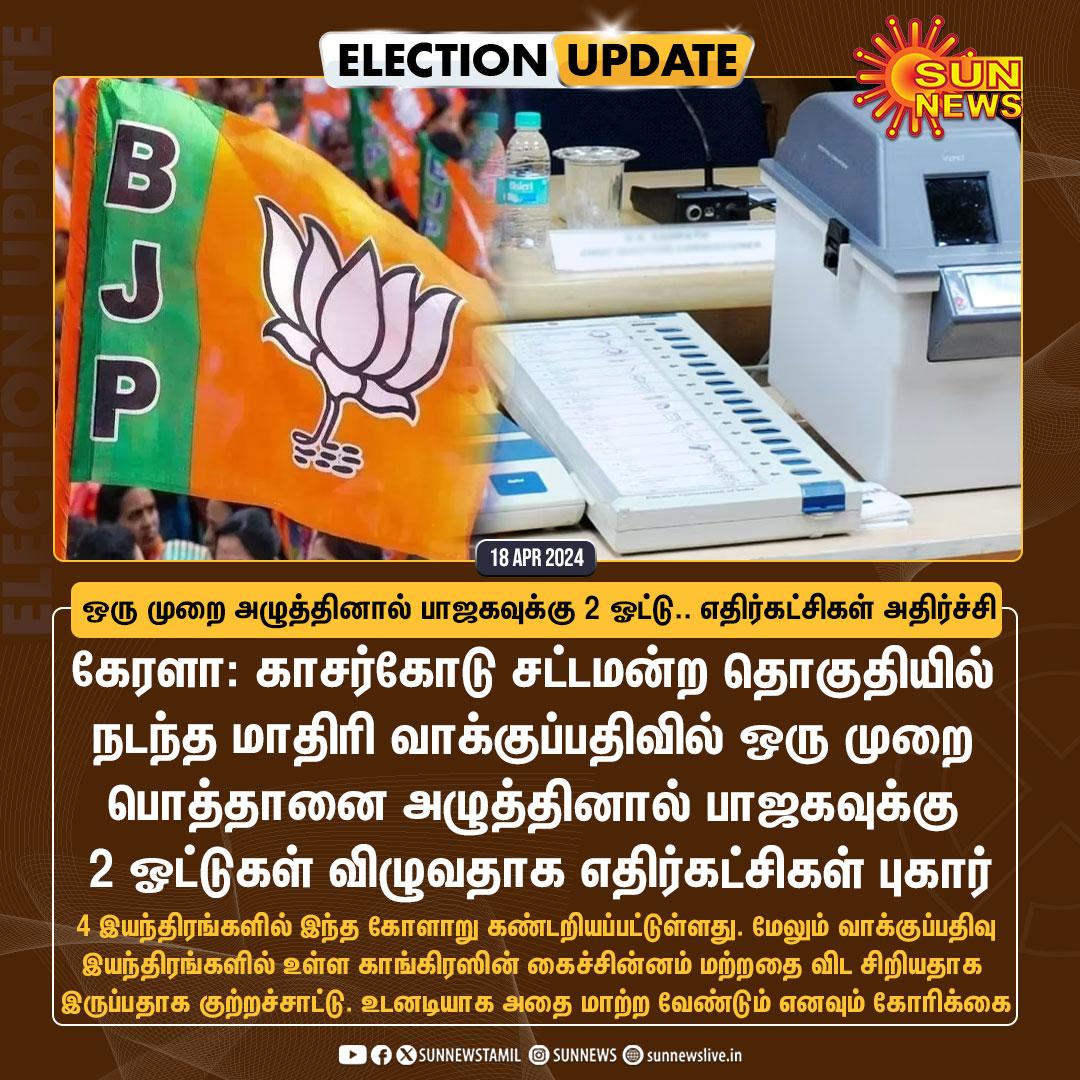 ELECTION UPDATE
SUN
NEWS
BJP
18 APR 2024
ஒரு முறை அழுத்தினால் பாஜகவுக்கு 2 ஓட்டு.. எதிர்கட்சிகள் அதிர்ச்சி
கேரளா: காசர்கோடு சட்டமன்ற தொகுதியில்
நடந்த மாதிரி வாக்குப்பதிவில் ஒரு முறை
பொத்தானை அழுத்தினால் பாஜகவுக்கு
2 ஓட்டுகள் விழுவதாக எதிர்கட்சிகள் புகார்
4 இயந்திரங்களில் இந்த கோளாறு கண்டறியப்பட்டுள்ளது. மேலும் வாக்குப்பதிவு
இயந்திரங்களில் உள்ள காங்கிரஸின் கைச்சின்னம் மற்றதை விட சிறியதாக
இருப்பதாக குற்றச்சாட்டு. உடனடியாக அதை மாற்ற வேண்டும் எனவும் கோரிக்கை
SUNNEWSTAMIL SUNNEWS sunnewslive.in
ELECTION UPDATE